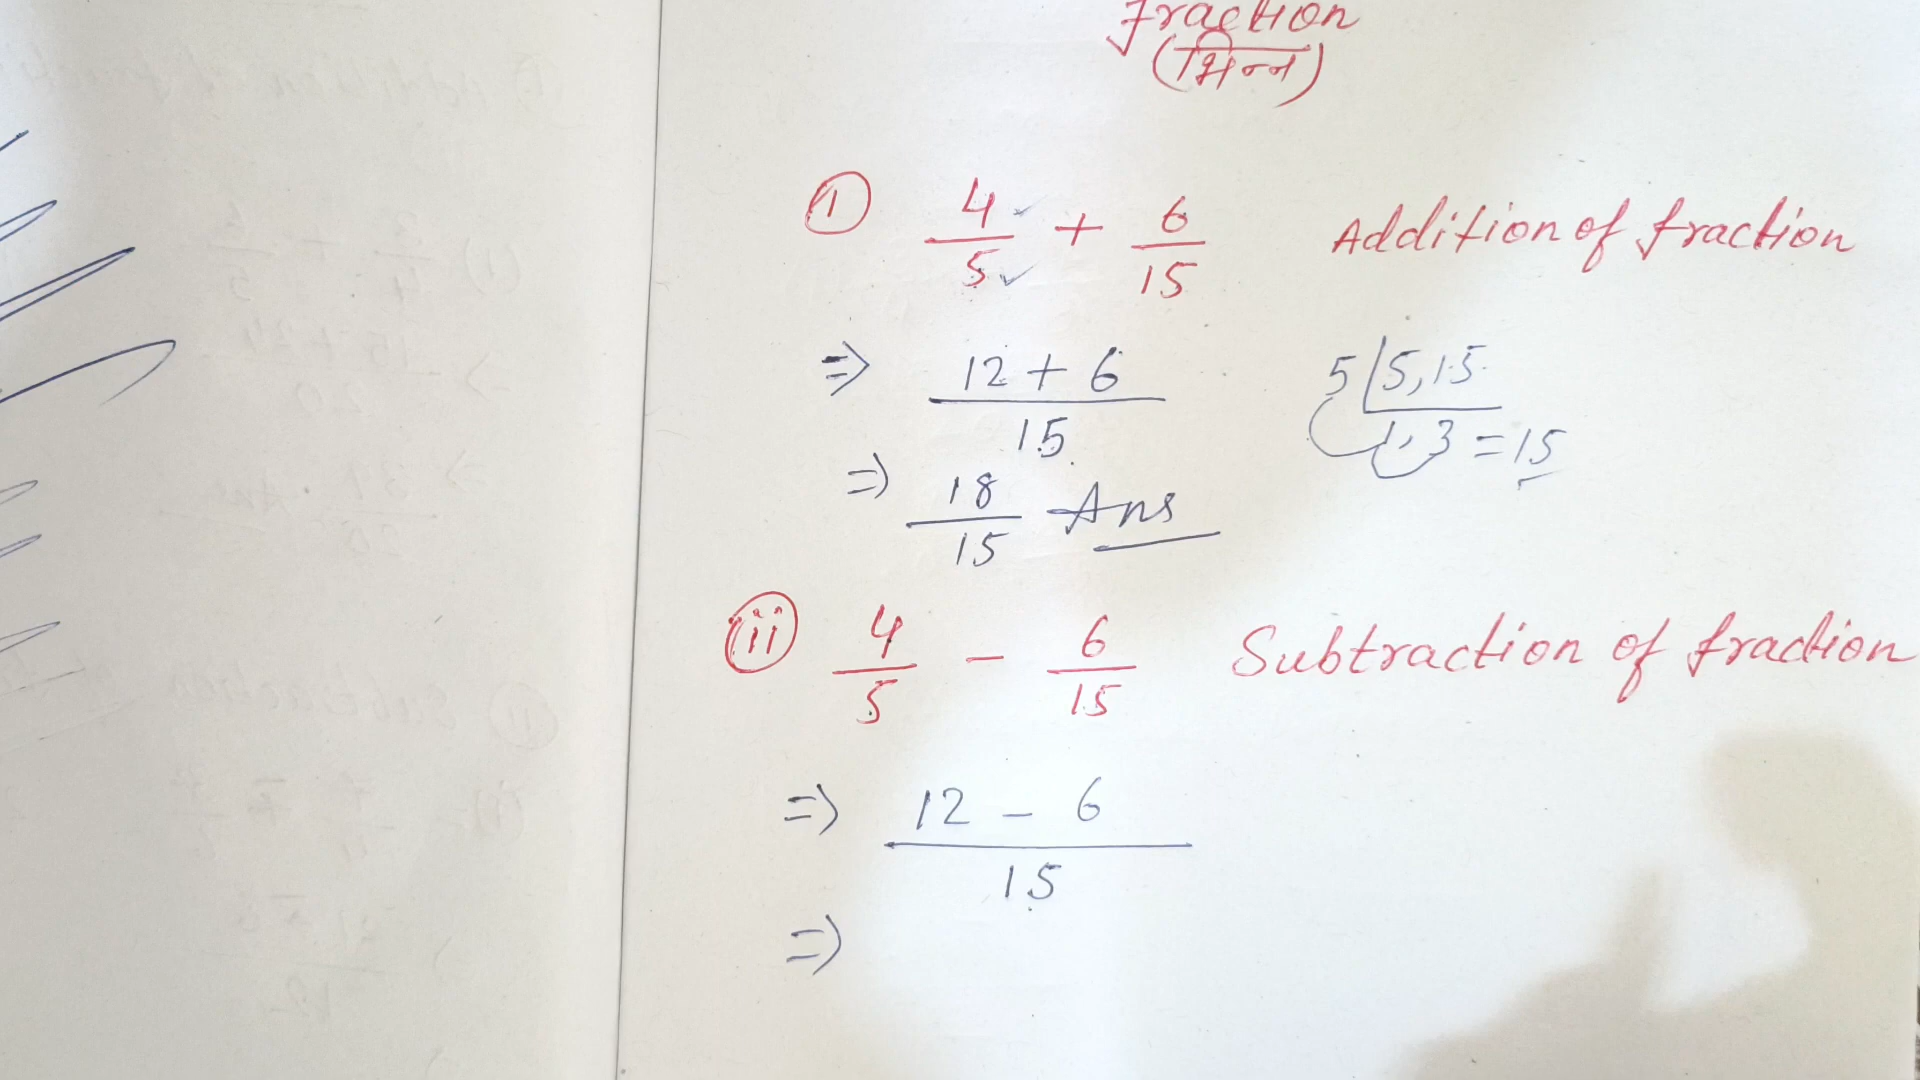 Fraction
(भिन्न)
(i) 4/5 + 6/15 Addition of fraction
=> 12 + 6 / 15
5 | 5, 15
1, 3 = 15
=> 18/15 Ans
(ii) 4/5 - 6/15 Subtraction of fraction
=> 12 - 6 / 15
=>